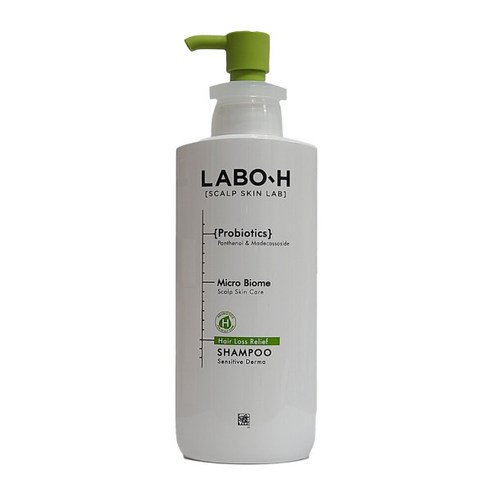 LABO-H
[SCALP SKIN LAB]
{Probiotics}
Panthenol & Madecassoside
Micro Biome
Scalp Skin Care
H
Hair Loss Relief
SHAMPOO
Sensitive Derma